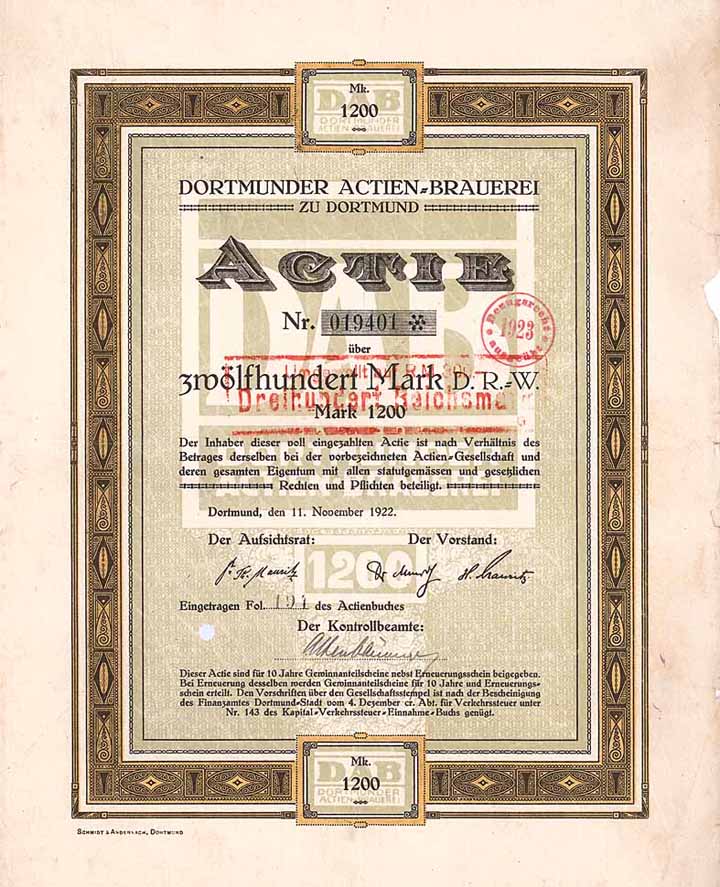 DAB
DORTMUNDER
ACTIEN-BRAUEREI
Mk.
1200
DORTMUNDER ACTIEN-BRAUEREI
ZU DORTMUND
DAB
ACTIE
Nr. 019401
1923
über
zwölfhundert Mark D. R.-W.
Dreihundert Reichsma
Mark 1200
Der Inhaber dieser voll eingezahlten Actie ist nach Verhältnis des
Betrages derselben bei der vorbezeichneten Actien-Gesellschaft und
deren gesamten Eigentum mit allen statutgemässen und gesetzlichen
Rechten und Pflichten beteiligt.
ACTIEN-BRAUEREI
Dortmund, den 11. November 1922.
Der Aufsichtsrat: Der Vorstand:
1200
Eingetragen Fol. 194 des Actienbuches
Der Kontrollbeamte:
Dieser Actie sind für 10 Jahre Gewinnanteilscheine nebst Erneuerungsschein beigegeben.
Bei Erneuerung desselben werden Gewinnanteilscheine für 10 Jahre und Erneuerungs-
schein erteilt. Den Vorschriften über den Gesellschaftsstempel ist nach der Bescheinigung
des Finanzamtes Dortmund-Stadt vom 4. Dezember cr. Abt. für Verkehrssteuer unter
Nr. 143 des Kapital-Verkehrssteuer-Einnahme-Buchs genügt.
DAB
DORTMUNDER
ACTIEN-BRAUEREI
Mk.
1200
SCHMIDT & ANDERNACH, DORTMUND